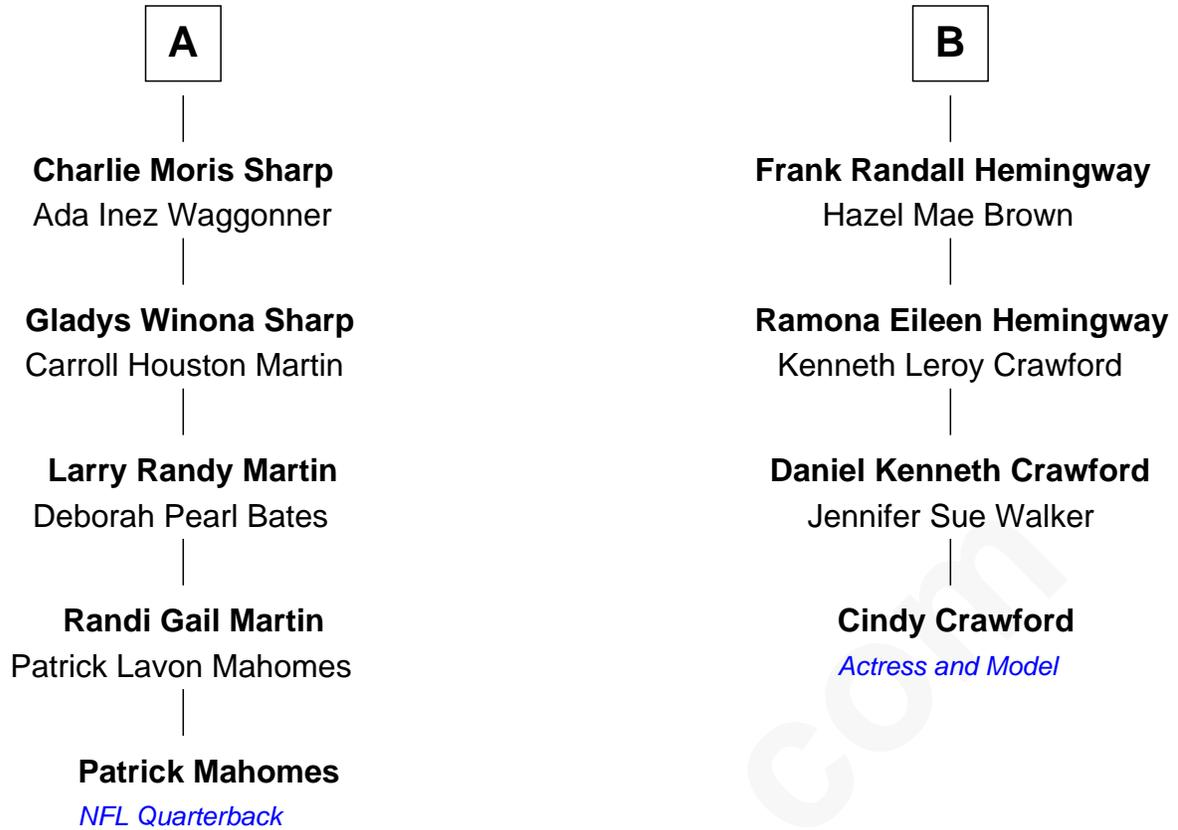 A
Charlie Moris Sharp
Ada Inez Waggonner
Gladys Winona Sharp
Carroll Houston Martin
Larry Randy Martin
Deborah Pearl Bates
Randi Gail Martin
Patrick Lavon Mahomes
Patrick Mahomes
NFL Quarterback
B
Frank Randall Hemingway
Hazel Mae Brown
Ramona Eileen Hemingway
Kenneth Leroy Crawford
Daniel Kenneth Crawford
Jennifer Sue Walker
Cindy Crawford
Actress and Model
com